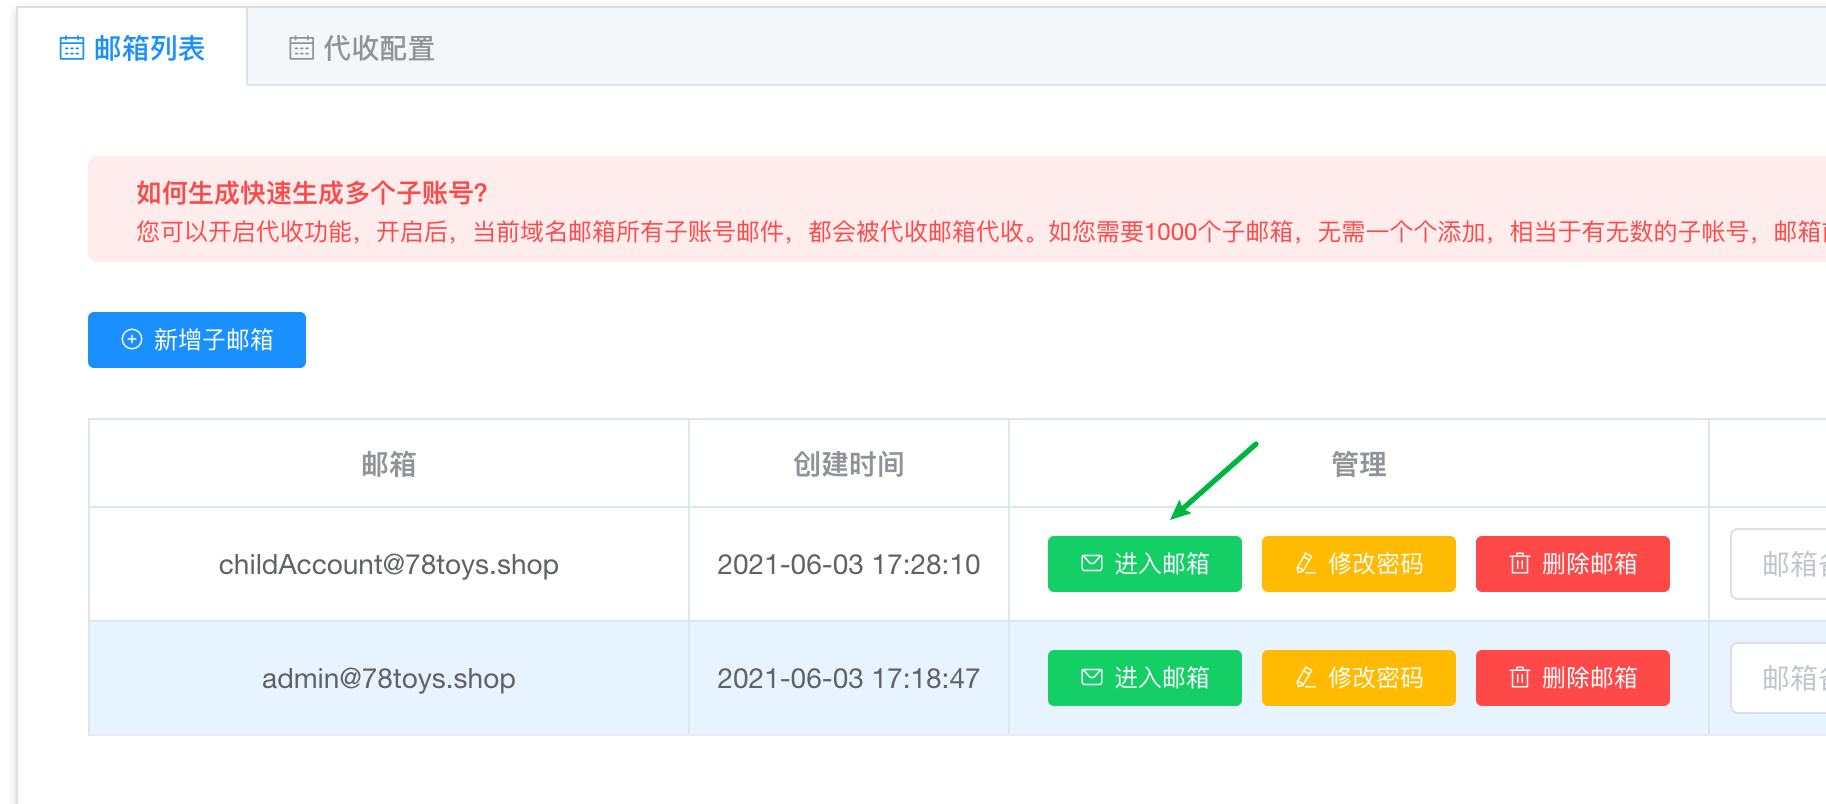 邮箱列表 代收配置
如何生成快速生成多个子账号?
您可以开启代收功能，开启后，当前域名邮箱所有子账号邮件，都会被代收邮箱代收。如您需要1000个子邮箱，无需一个个添加，相当于有无数的子帐号，邮箱
新增子邮箱
邮箱 创建时间 管理
childAccount@78toys.shop 2021-06-03 17:28:10 进入邮箱 修改密码 删除邮箱 邮箱
admin@78toys.shop 2021-06-03 17:18:47 进入邮箱 修改密码 删除邮箱 邮箱